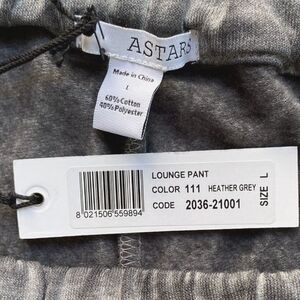 ASTARS
Made in China
L
60% Cotton
40% Polyester
LOUNGE PANT
COLOR 111 HEATHER GREY
CODE 2036-21001
SIZE L
8 021506 559894